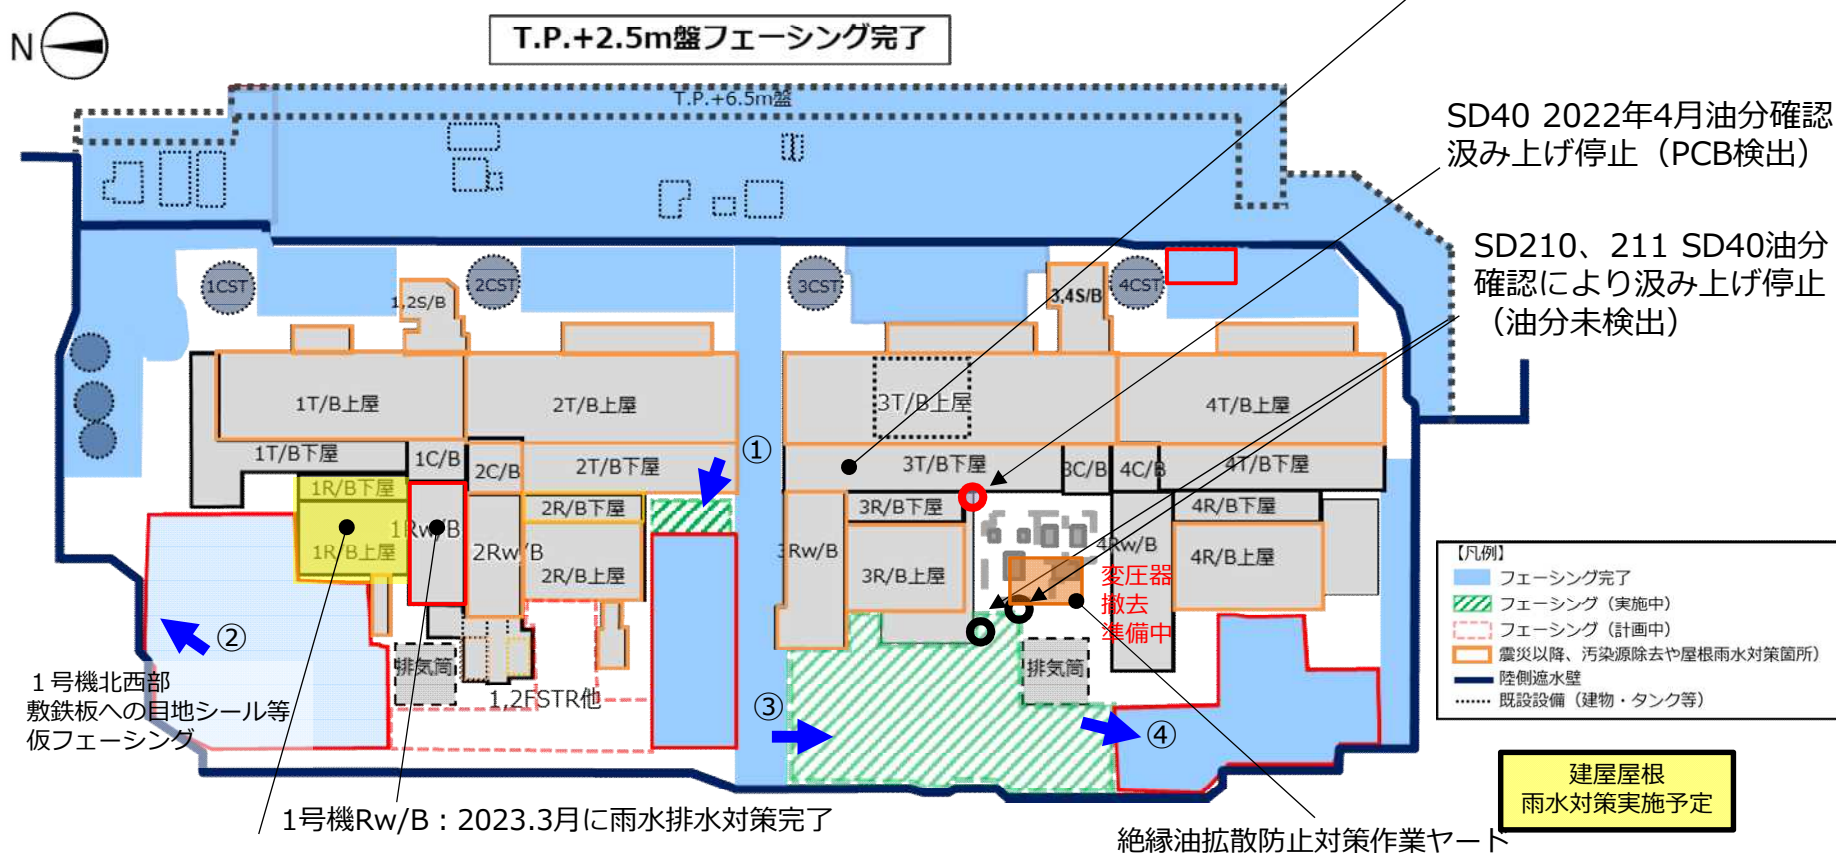 N
T.P.+2.5m盤フェーシング完了
T.P.+6.5m盤
SD40 2022年4月油分確認
汲み上げ停止（PCB検出）
SD210、211 SD40油分
確認により汲み上げ停止
（油分未検出）
1CST
1,2S/B
2CST
3CST
3,4S/B
4CST
1T/B上屋
2T/B上屋
3T/B上屋
4T/B上屋
1T/B下屋
1C/B
2C/B
2T/B下屋
①
3T/B下屋
3C/B
4C/B
4T/B下屋
1R/B下屋
1Rw/B
1R/B上屋
2Rw/B
2R/B下屋
2R/B上屋
3Rw/B
3R/B下屋
3R/B上屋
4Rw/B
4R/B下屋
4R/B上屋
変圧器
撤去
準備中
②
排気筒
1,2FSTR他
③
排気筒
④
１号機北西部
敷鉄板への目地シール等
仮フェーシング
1号機Rw/B：2023.3月に雨水排水対策完了
絶縁油拡散防止対策作業ヤード
【凡例】
フェーシング完了
フェーシング（実施中）
フェーシング（計画中）
震災以降、汚染源除去や屋根雨水対策箇所）
陸側遮水壁
既設設備（建物・タンク等）
建屋屋根
雨水対策実施予定